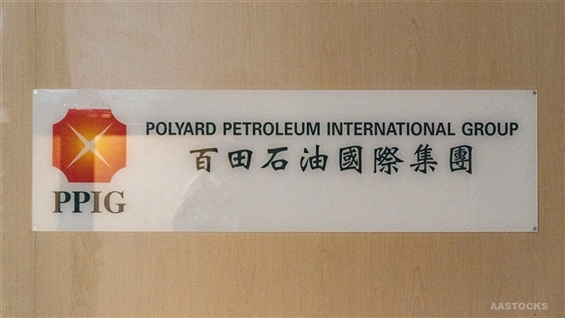 POLYARD PETROLEUM INTERNATIONAL GROUP
百田石油國際集團
PPIG
AASTOCKS